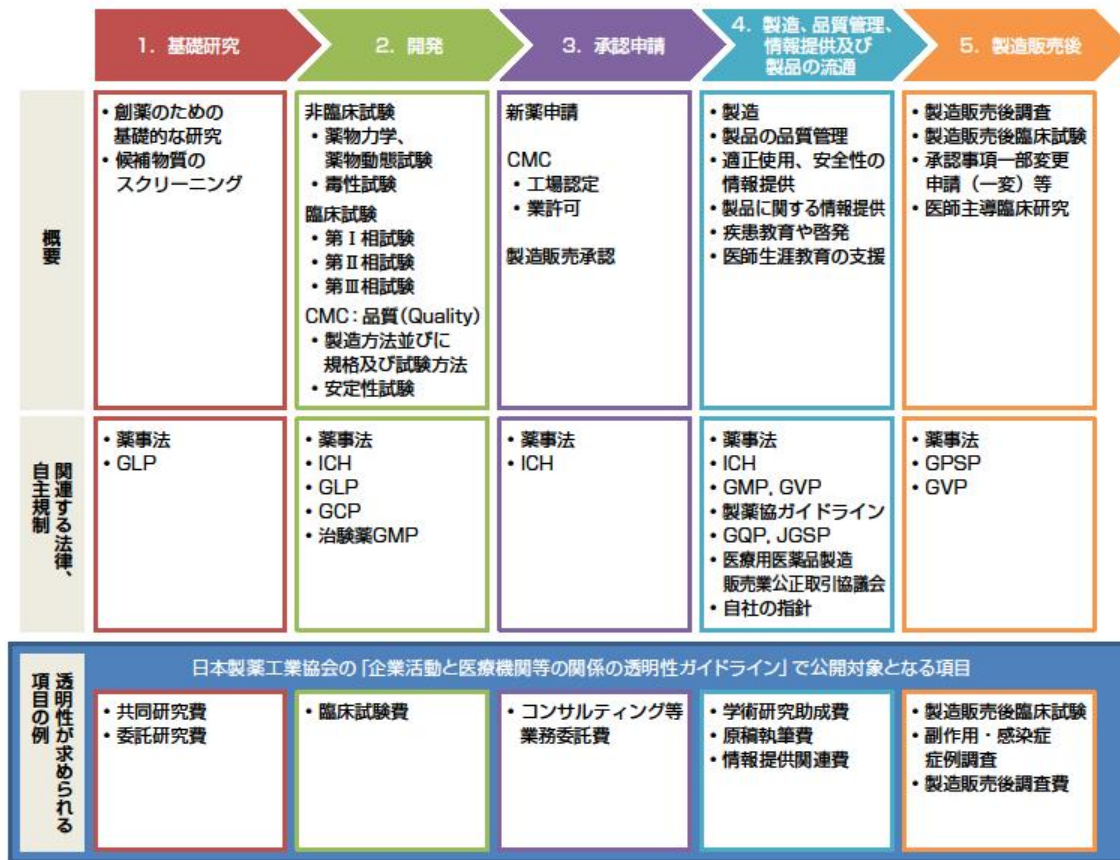 1. 基礎研究
2. 開発
3. 承認申請
4. 製造、品質管理、
情報提供及び
製品の流通
5. 製造販売後
概要
・創薬のための
基礎的な研究
・候補物質の
スクリーニング
非臨床試験
・薬物力学、
薬物動態試験
・毒性試験
臨床試験
・第Ⅰ相試験
・第Ⅱ相試験
・第Ⅲ相試験
CMC：品質(Quality)
・製造方法並びに
規格及び試験方法
・安定性試験
新薬申請
CMC
・工場認定
・業許可
製造販売承認
・製造
・製品の品質管理
・適正使用、安全性の
情報提供
・製品に関する情報提供
・疾患教育や啓発
・医師生涯教育の支援
・製造販売後調査
・製造販売後臨床試験
・承認事項一部変更
申請（一変）等
・医師主導臨床研究
関連する法律、
自主規制
・薬事法
・GLP
・薬事法
・ICH
・GLP
・GCP
・治験薬GMP
・薬事法
・ICH
・薬事法
・ICH
・GMP, GVP
・製薬協ガイドライン
・GQP, JGSP
・医療用医薬品製造
販売業公正取引協議会
・自社の指針
・薬事法
・GPSP
・GVP
日本製薬工業協会の「企業活動と医療機関等の関係の透明性ガイドライン」で公開対象となる項目
透明性が求められる
項目の例
・共同研究費
・委託研究費
・臨床試験費
・コンサルティング等
業務委託費
・学術研究助成費
・原稿執筆費
・情報提供関連費
・製造販売後臨床試験
・副作用・感染症
症例調査
・製造販売後調査費